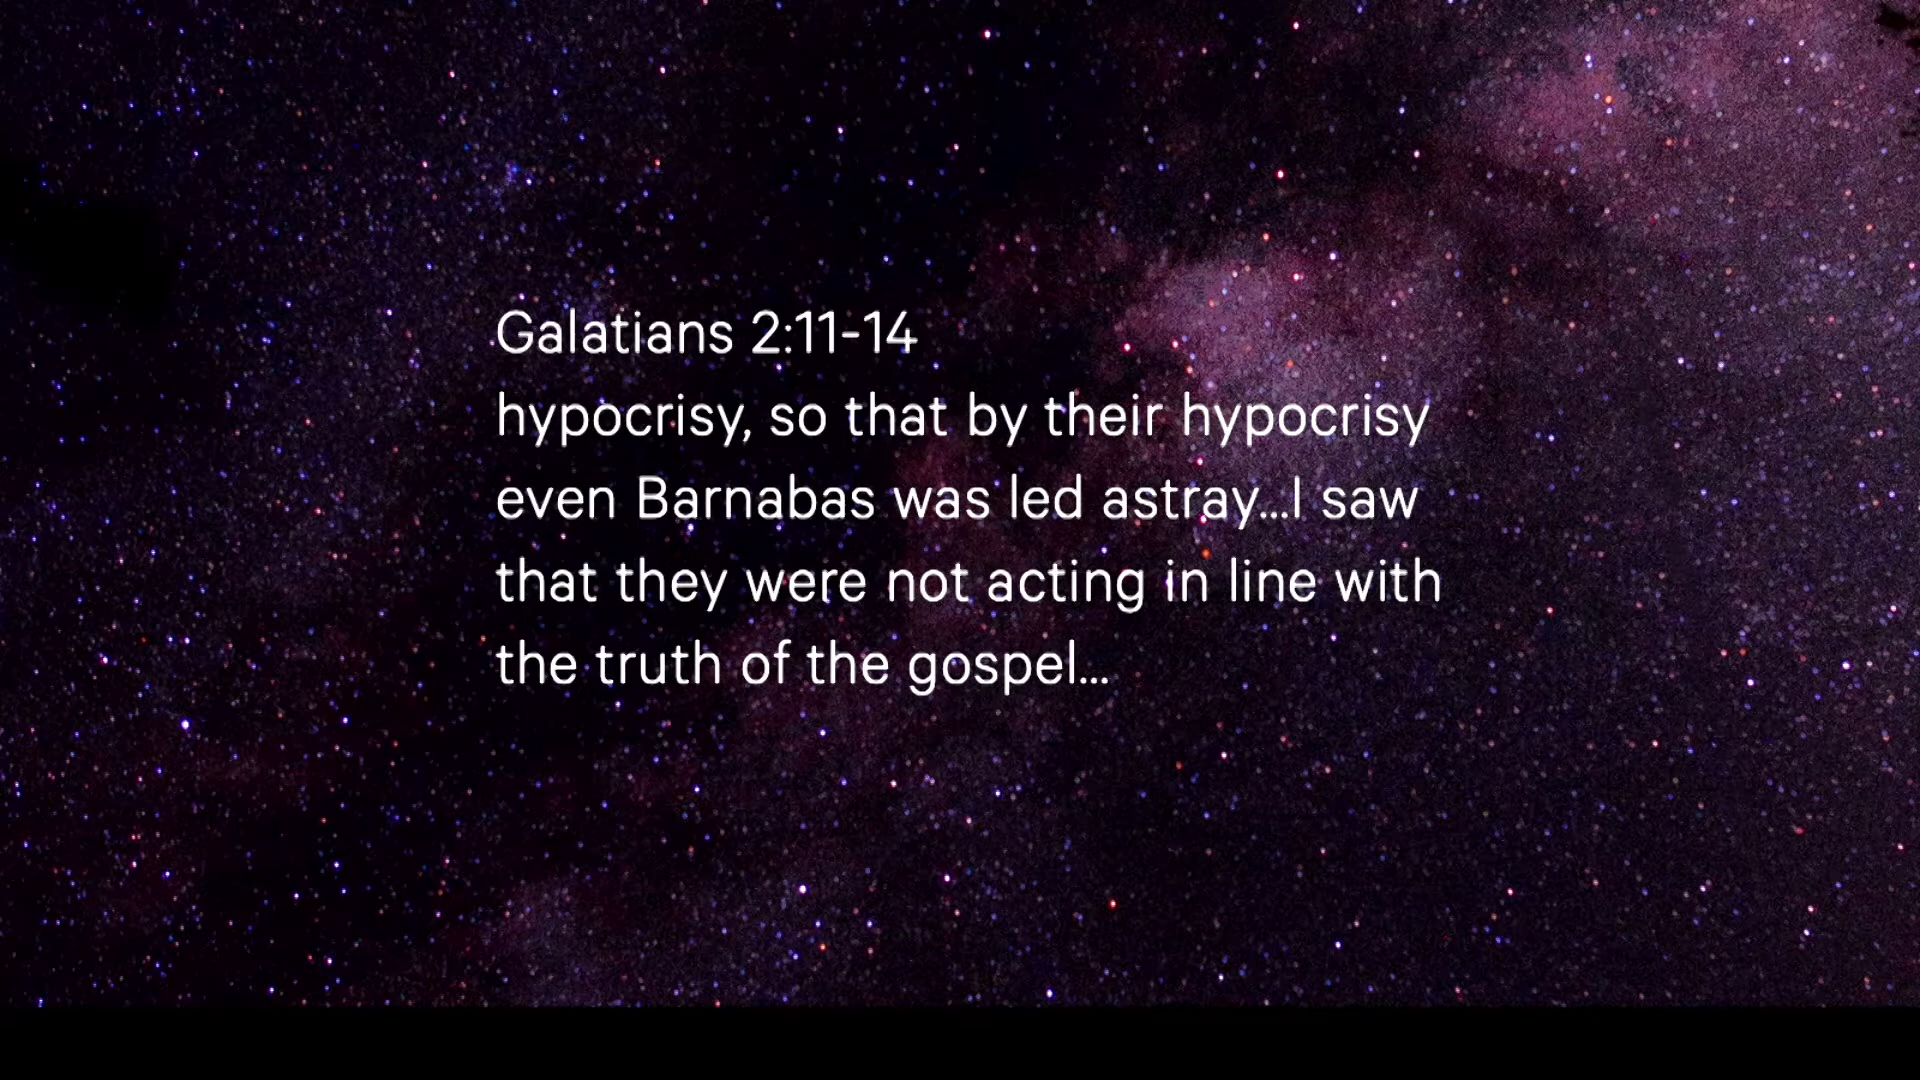 Galatians 2:11-14
hypocrisy, so that by their hypocrisy
even Barnabas was led astray...I saw
that they were not acting in line with
the truth of the gospel...